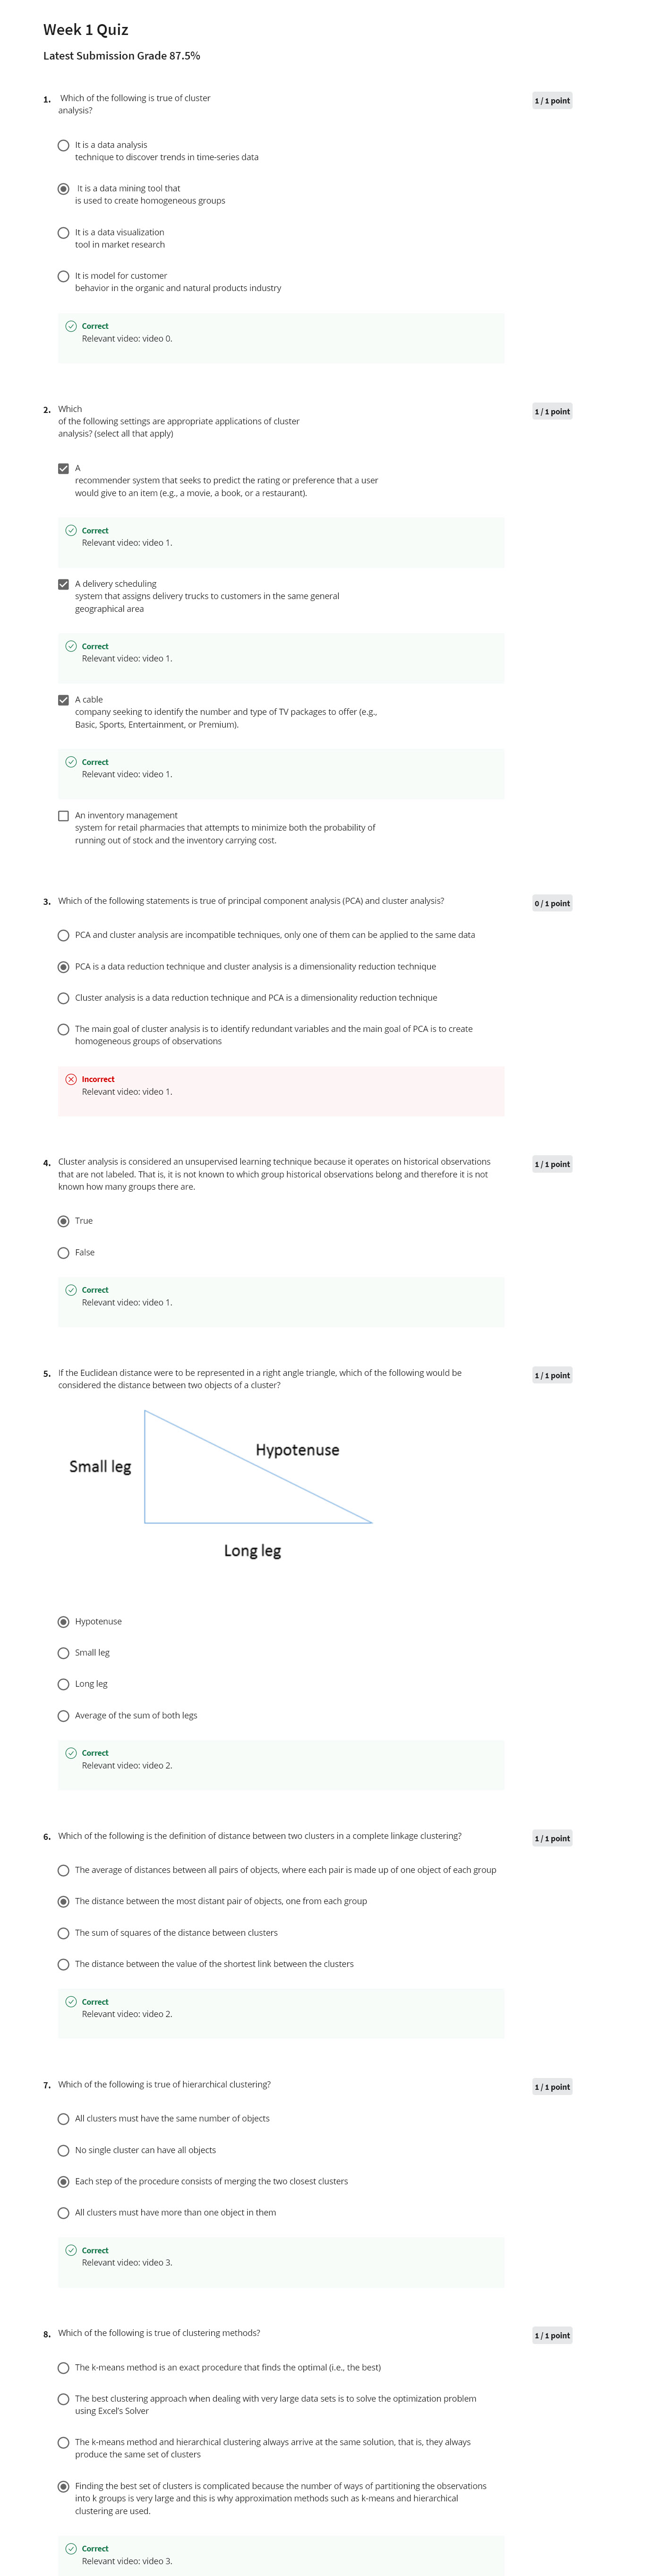 Week 1 Quiz
Latest Submission Grade 87.5%
1. Which of the following is true of cluster
analysis?
1 / 1 point
It is a data analysis
technique to discover trends in time-series data
It is a data mining tool that
is used to create homogeneous groups
It is a data visualization
tool in market research
It is model for customer
behavior in the organic and natural products industry
Correct
Relevant video: video 0.
2. Which
of the following settings are appropriate applications of cluster
analysis? (select all that apply)
1 / 1 point
A
recommender system that seeks to predict the rating or preference that a user
would give to an item (e.g., a movie, a book, or a restaurant).
Correct
Relevant video: video 1.
A delivery scheduling
system that assigns delivery trucks to customers in the same general
geographical area
Correct
Relevant video: video 1.
A cable
company seeking to identify the number and type of TV packages to offer (e.g.,
Basic, Sports, Entertainment, or Premium).
Correct
Relevant video: video 1.
An inventory management
system for retail pharmacies that attempts to minimize both the probability of
running out of stock and the inventory carrying cost.
3. Which of the following statements is true of principal component analysis (PCA) and cluster analysis?
0 / 1 point
PCA and cluster analysis are incompatible techniques, only one of them can be applied to the same data
PCA is a data reduction technique and cluster analysis is a dimensionality reduction technique
Cluster analysis is a data reduction technique and PCA is a dimensionality reduction technique
The main goal of cluster analysis is to identify redundant variables and the main goal of PCA is to create
homogeneous groups of observations
Incorrect
Relevant video: video 1.
4. Cluster analysis is considered an unsupervised learning technique because it operates on historical observations
that are not labeled. That is, it is not known to which group historical observations belong and therefore it is not
known how many groups there are.
1 / 1 point
True
False
Correct
Relevant video: video 1.
5. If the Euclidean distance were to be represented in a right angle triangle, which of the following would be
considered the distance between two objects of a cluster?
1 / 1 point
Hypotenuse
Small leg
Long leg
Hypotenuse
Small leg
Long leg
Average of the sum of both legs
Correct
Relevant video: video 2.
6. Which of the following is the definition of distance between two clusters in a complete linkage clustering?
1 / 1 point
The average of distances between all pairs of objects, where each pair is made up of one object of each group
The distance between the most distant pair of objects, one from each group
The sum of squares of the distance between clusters
The distance between the value of the shortest link between the clusters
Correct
Relevant video: video 2.
7. Which of the following is true of hierarchical clustering?
1 / 1 point
All clusters must have the same number of objects
No single cluster can have all objects
Each step of the procedure consists of merging the two closest clusters
All clusters must have more than one object in them
Correct
Relevant video: video 3.
8. Which of the following is true of clustering methods?
1 / 1 point
The k-means method is an exact procedure that finds the optimal (i.e., the best)
The best clustering approach when dealing with very large data sets is to solve the optimization problem
using Excel's Solver
The k-means method and hierarchical clustering always arrive at the same solution, that is, they always
produce the same set of clusters
Finding the best set of clusters is complicated because the number of ways of partitioning the observations
into k groups is very large and this is why approximation methods such as k-means and hierarchical
clustering are used.
Correct
Relevant video: video 3.